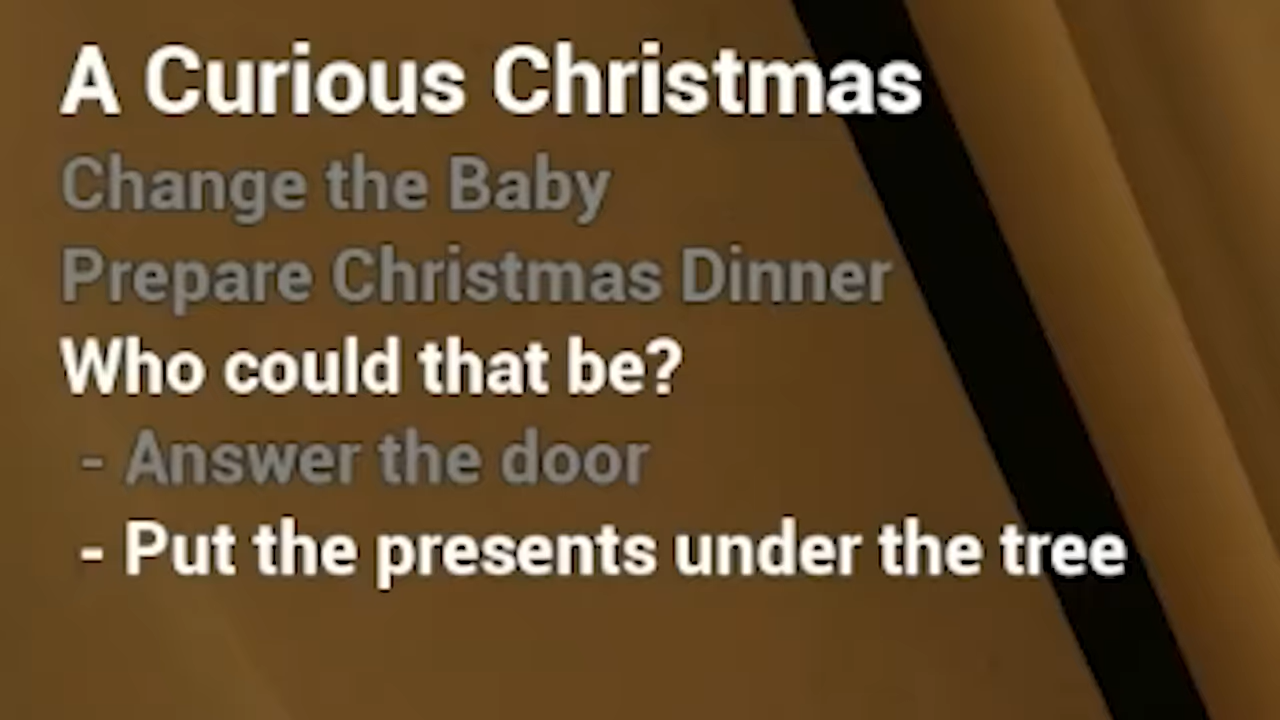 A Curious Christmas
Change the Baby
Prepare Christmas Dinner
Who could that be?
- Answer the door
- Put the presents under the tree